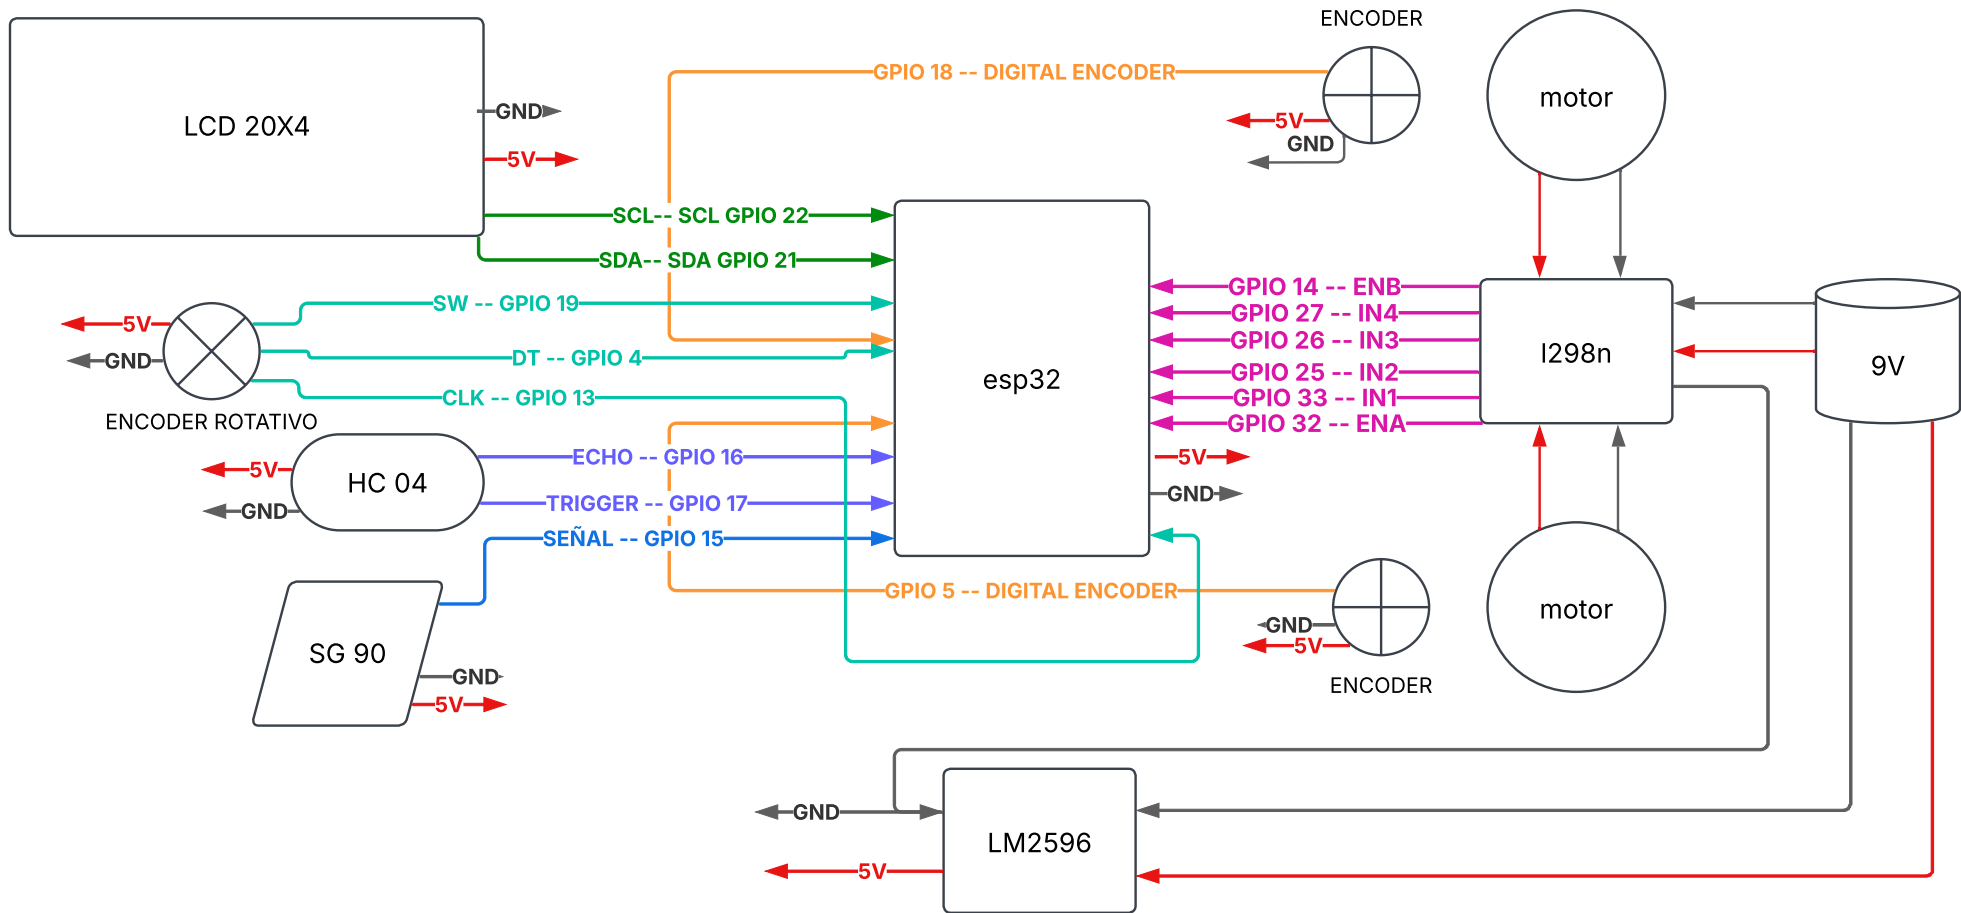 ENCODER
LCD 20X4
GND
5V
GPIO 18 -- DIGITAL ENCODER
5V
GND
motor
SCL-- SCL GPIO 22
SDA-- SDA GPIO 21
SW -- GPIO 19
5V
GND
DT -- GPIO 4
CLK -- GPIO 13
ENCODER ROTATIVO
esp32
GPIO 14 -- ENB
GPIO 27 -- IN4
GPIO 26 -- IN3
GPIO 25 -- IN2
GPIO 33 -- IN1
GPIO 32 -- ENA
5V
GND
l298n
9V
HC 04
5V
GND
ECHO -- GPIO 16
TRIGGER -- GPIO 17
SEÑAL -- GPIO 15
GPIO 5 -- DIGITAL ENCODER
GND
5V
ENCODER
motor
SG 90
GND
5V
GND
5V
LM2596